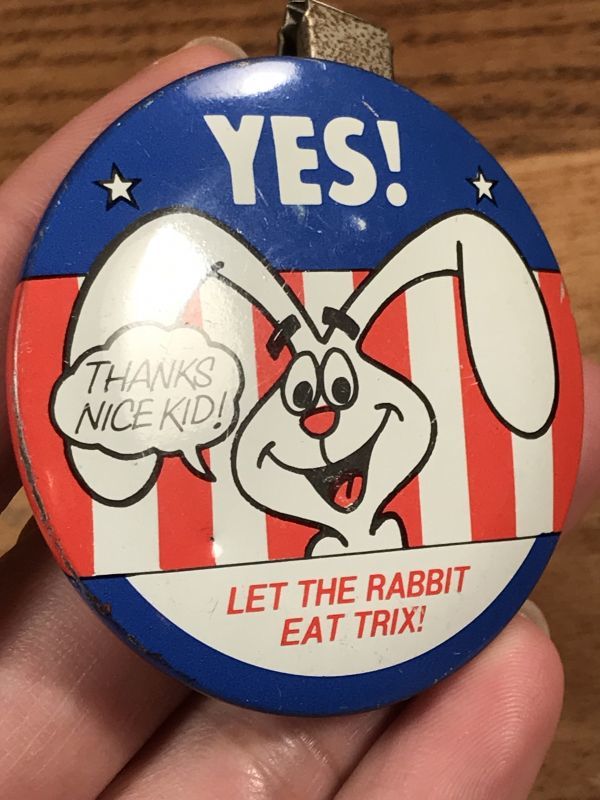 YES!
THANKS
NICE KID!
LET THE RABBIT
EAT TRIX!